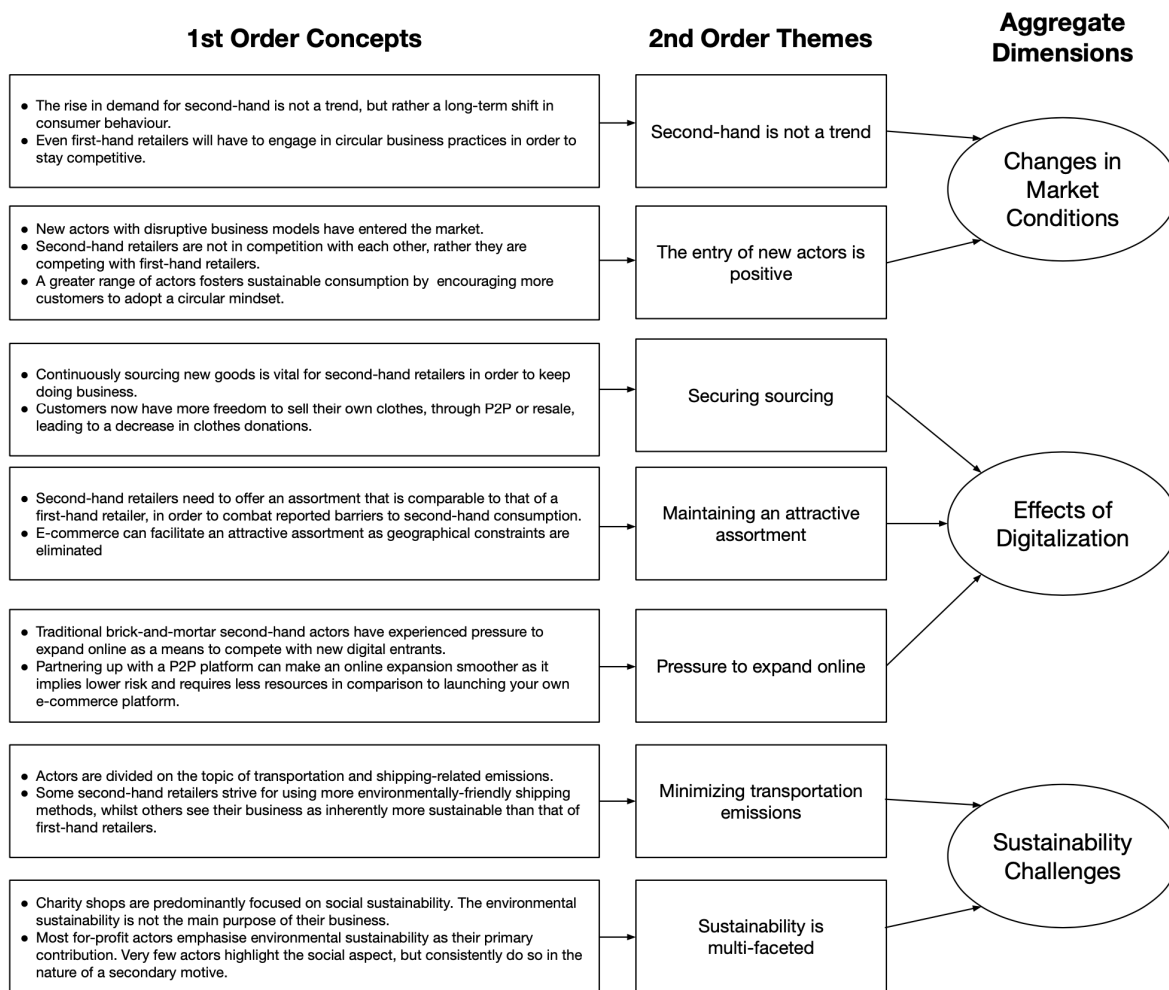 1st Order Concepts
2nd Order Themes
Aggregate
Dimensions
● The rise in demand for second-hand is not a trend, but rather a long-term shift in
consumer behaviour.
● Even first-hand retailers will have to engage in circular business practices in order to
stay competitive.
Second-hand is not a trend
Changes in
Market
Conditions
● New actors with disruptive business models have entered the market.
● Second-hand retailers are not in competition with each other, rather they are
competing with first-hand retailers.
● A greater range of actors fosters sustainable consumption by  encouraging more
customers to adopt a circular mindset.
The entry of new actors is
positive
● Continuously sourcing new goods is vital for second-hand retailers in order to keep
doing business.
● Customers now have more freedom to sell their own clothes, through P2P or resale,
leading to a decrease in clothes donations.
Securing sourcing
● Second-hand retailers need to offer an assortment that is comparable to that of a
first-hand retailer, in order to combat reported barriers to second-hand consumption.
● E-commerce can facilitate an attractive assortment as geographical constraints are
eliminated
Maintaining an attractive
assortment
Effects of
Digitalization
● Traditional brick-and-mortar second-hand actors have experienced pressure to
expand online as a means to compete with new digital entrants.
● Partnering up with a P2P platform can make an online expansion smoother as it
implies lower risk and requires less resources in comparison to launching your own
e-commerce platform.
Pressure to expand online
● Actors are divided on the topic of transportation and shipping-related emissions.
● Some second-hand retailers strive for using more environmentally-friendly shipping
methods, whilst others see their business as inherently more sustainable than that of
first-hand retailers.
Minimizing transportation
emissions
Sustainability
Challenges
● Charity shops are predominantly focused on social sustainability. The environmental
sustainability is not the main purpose of their business.
● Most for-profit actors emphasise environmental sustainability as their primary
contribution. Very few actors highlight the social aspect, but consistently do so in the
nature of a secondary motive.
Sustainability is
multi-faceted